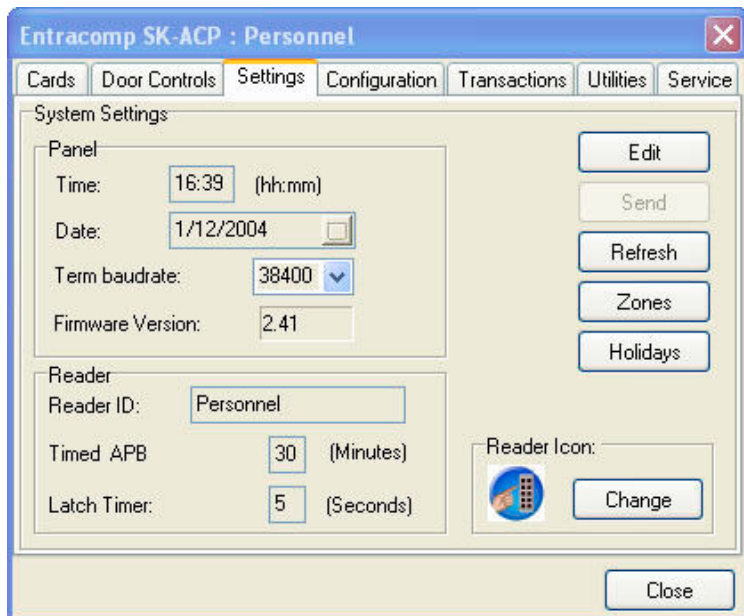 Entracomp SK-ACP : Personnel
Cards Door Controls Settings Configuration Transactions Utilities Service
System Settings
Panel
Time: 16:39 (hh:mm)
Date: 1/12/2004
Term baudrate: 38400
Firmware Version: 2.41
Edit
Send
Refresh
Zones
Holidays
Reader
Reader ID: Personnel
Timed APB 30 (Minutes)
Latch Timer: 5 (Seconds)
Reader Icon:
Change
Close